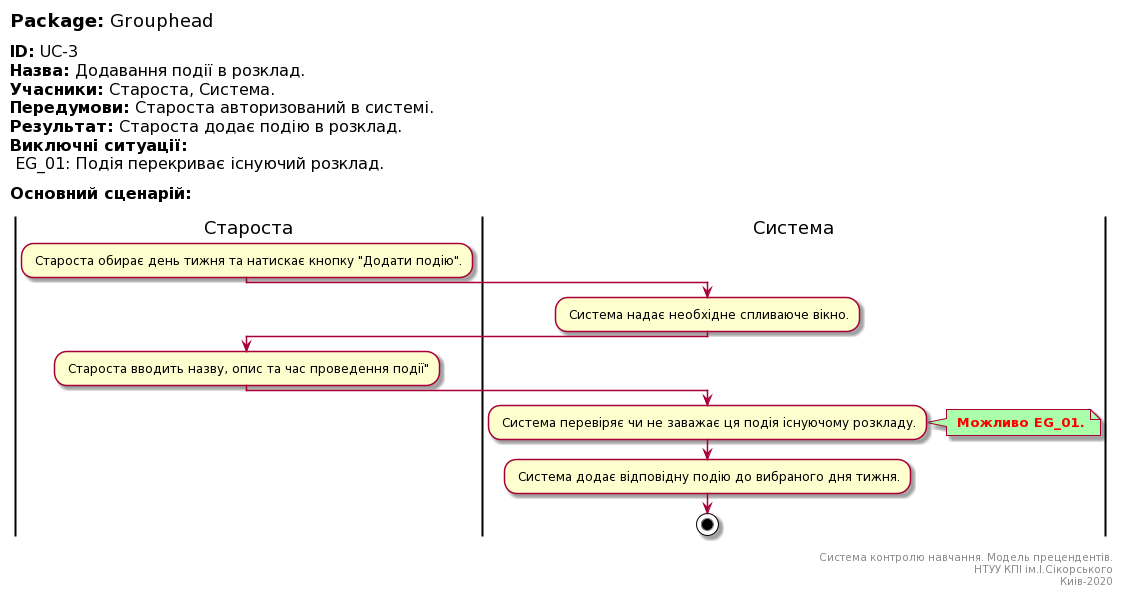 Package: Grouphead
ID: UC-3
Назва: Додавання події в розклад.
Учасники: Староста, Система.
Передумови: Староста авторизований в системі.
Результат: Староста додає подію в розклад.
Виключні ситуації:
EG_01: Подія перекриває існуючий розклад.
Основний сценарій:
Староста
Система
Староста обирає день тижня та натискає кнопку "Додати подію".
Система надає необхідне спливаюче вікно.
Староста вводить назву, опис та час проведення події"
Система перевіряє чи не заважає ця подія існуючому розкладу.
Можливо EG_01.
Система додає відповідну подію до вибраного дня тижня.
Система контролю навчання. Модель прецендентів.
НТУУ КПІ ім.І.Сікорського
Київ-2020